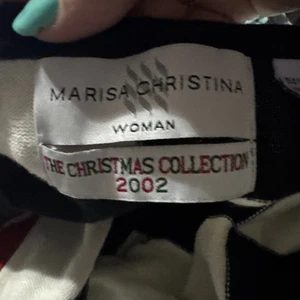 MARISA CHRISTINA
WOMAN
THE CHRISTMAS COLLECTION
2002